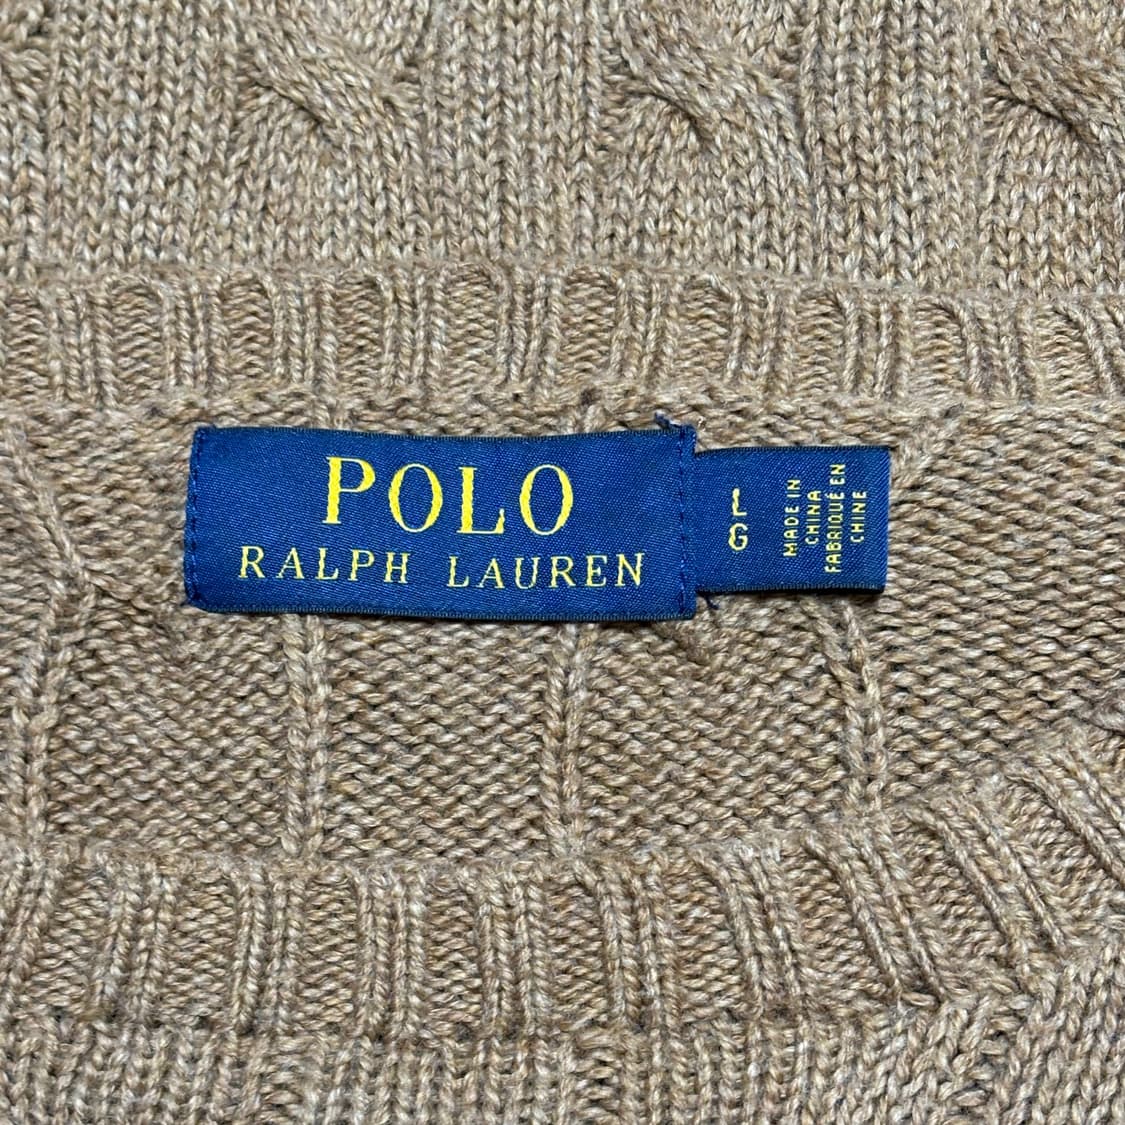 POLO
RALPH LAUREN
L
G
MADE IN
CHINA
FABRIQUÉ EN
CHINE